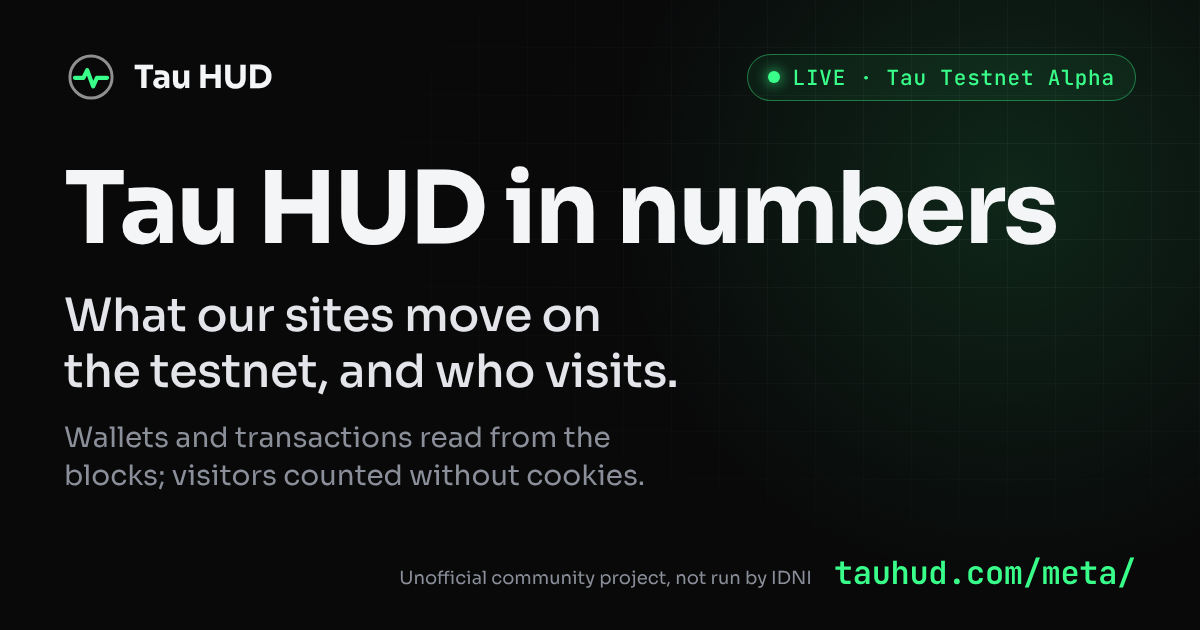 Tau HUD
LIVE · Tau Testnet Alpha
Tau HUD in numbers
What our sites move on
the testnet, and who visits.
Wallets and transactions read from the
blocks; visitors counted without cookies.
Unofficial community project, not run by IDNI
tauhud.com/meta/